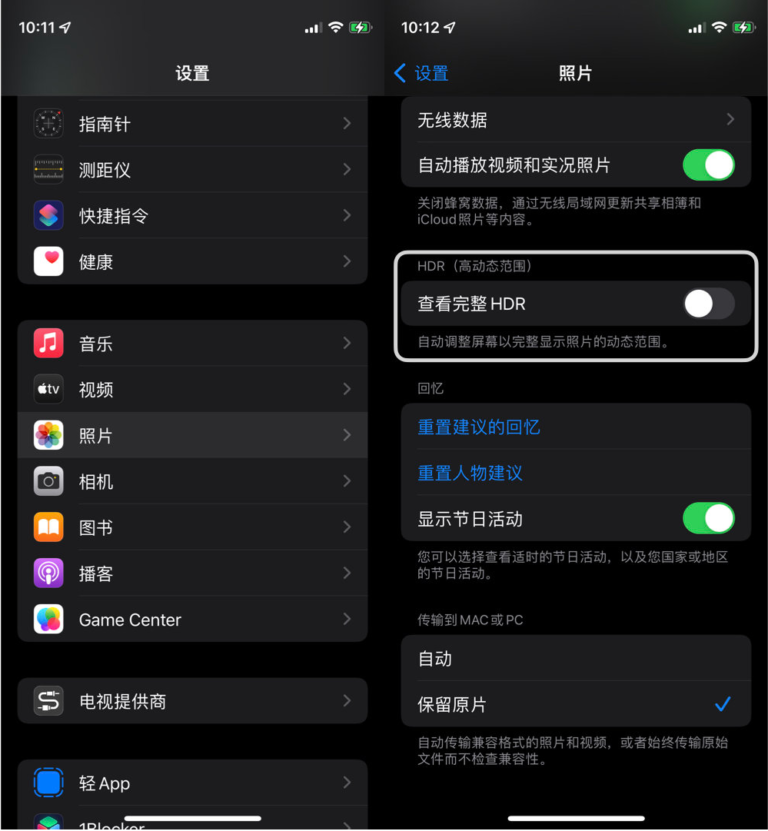 10:11
设置
指南针
测距仪
快捷指令
健康
音乐
tv
视频
照片
相机
图书
播客
Game Center
电视提供商
轻 App
1Blocker
10:12
设置
照片
无线数据
自动播放视频和实况照片
关闭蜂窝数据，通过无线局域网更新共享相簿和
iCloud照片等内容。
HDR（高动态范围）
查看完整 HDR
自动调整屏幕以完整显示照片的动态范围。
回忆
重置建议的回忆
重置人物建议
显示节日活动
您可以选择查看适时的节日活动，以及您国家或地区
的节日活动。
传输到 MAC 或 PC
自动
保留原片
自动传输兼容格式的照片和视频，或者始终传输原始
文件而不检查兼容性。